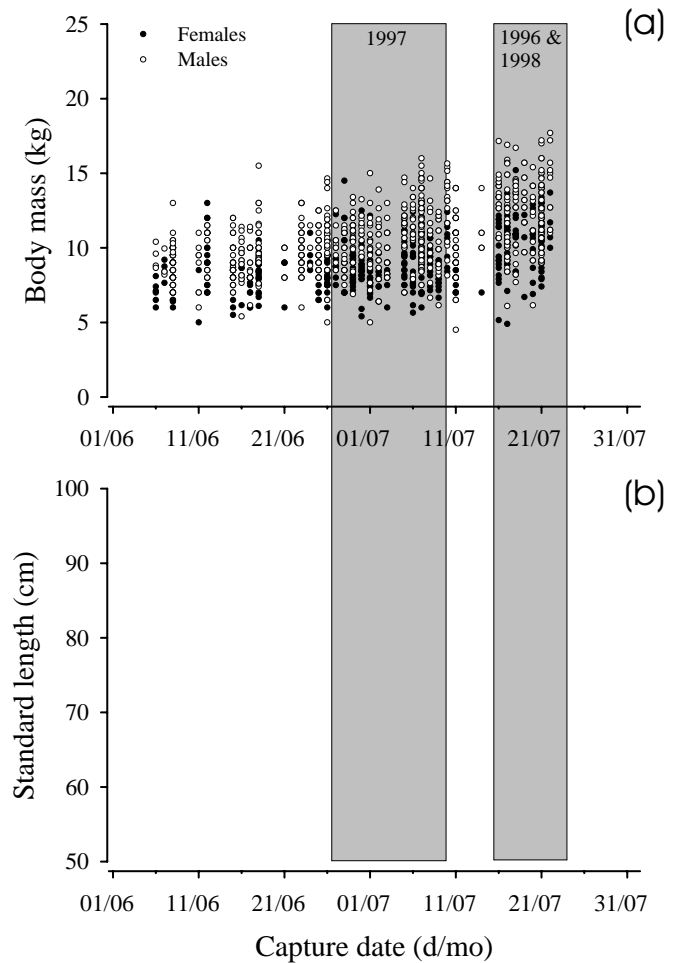 (a)
25
20
15
10
5
0
Body mass (kg)
Females
Males
1997
1996 &
1998
01/06 11/06 21/06 01/07 11/07 21/07 31/07
(b)
100
90
80
70
60
50
Standard length (cm)
01/06 11/06 21/06 01/07 11/07 21/07 31/07
Capture date (d/mo)